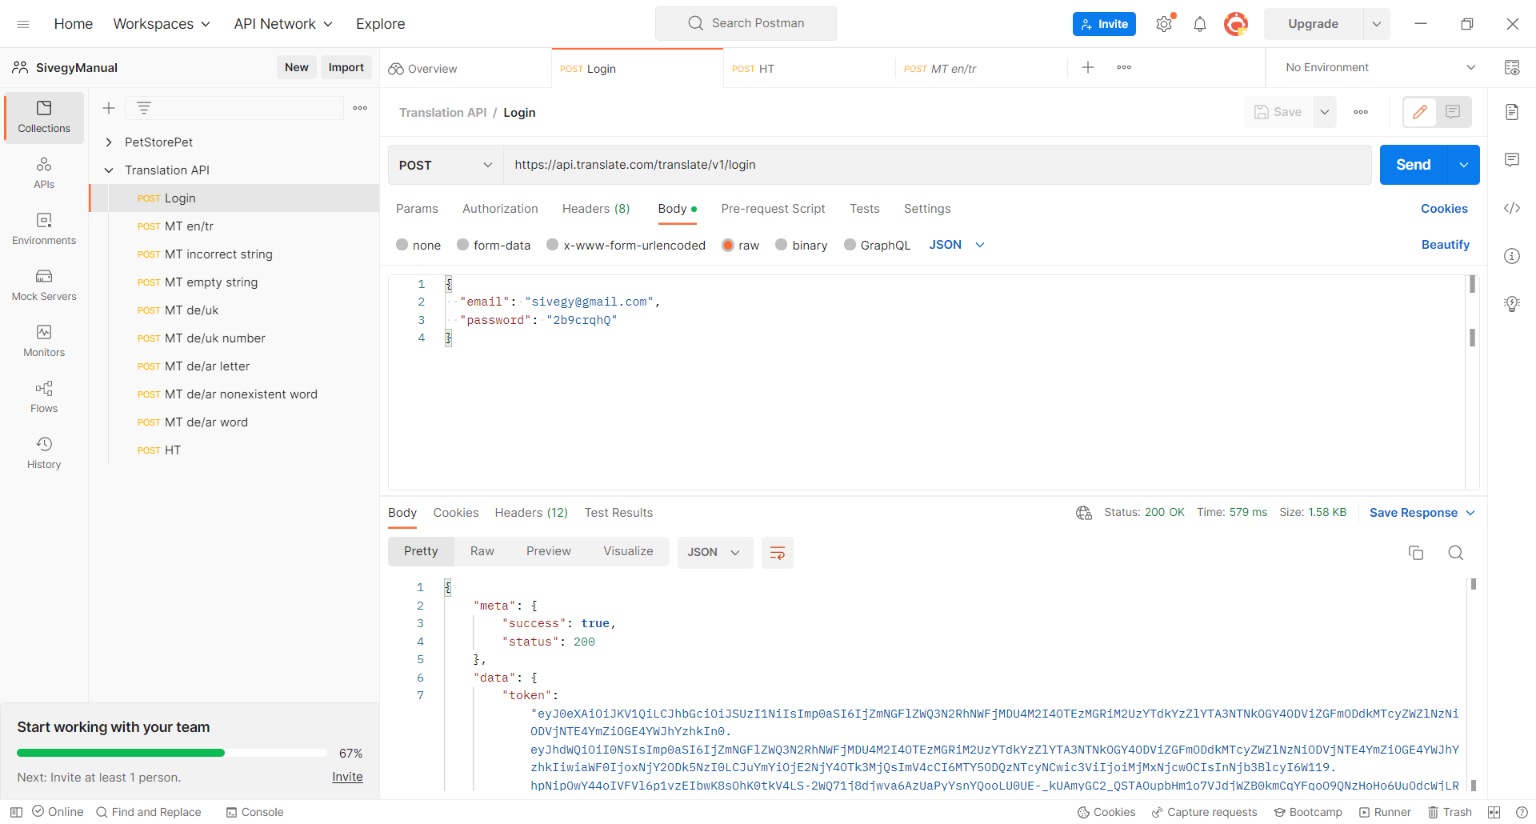 Home Workspaces API Network Explore Search Postman Invite Upgrade
SivegyManual New Import Overview POST Login POST HT POST MT en/tr No Environment
Collections
APIs
Environments
Mock Servers
Monitors
Flows
History
PetStorePet
Translation API
POST Login
POST MT en/tr
POST MT incorrect string
POST MT empty string
POST MT de/uk
POST MT de/uk number
POST MT de/ar letter
POST MT de/ar nonexistent word
POST MT de/ar word
POST HT
Translation API / Login Save
POST https://api.translate.com/translate/v1/login Send
Params Authorization Headers (8) Body Pre-request Script Tests Settings Cookies
none form-data x-www-form-urlencoded raw binary GraphQL JSON Beautify
1 {
2 "email": "sivegy@gmail.com",
3 "password": "2b9crqhQ"
4 }
Body Cookies Headers (12) Test Results Status: 200 OK Time: 579 ms Size: 1.58 KB Save Response
Pretty Raw Preview Visualize JSON
1 {
2 "meta": {
3 "success": true,
4 "status": 200
5 },
6 "data": {
7 "token":
Start working with your team
67%
Next: Invite at least 1 person. Invite
Online Find and Replace Console Cookies Capture requests Bootcamp Runner Trash